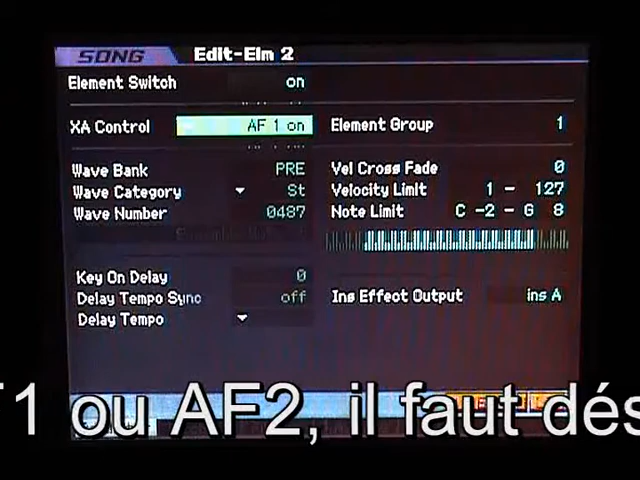 SONG Edit-Elm 2
Element Switch on
XA Control AF 1 on Element Group 1
Wave Bank PRE Vel Cross Fade 0
Wave Category St Velocity Limit 1 - 127
Wave Number 0487 Note Limit C -2 - G 8
Key On Delay 0
Delay Tempo Sync off Ins Effect Output ins A
Delay Tempo
1 ou AF2, il faut dés